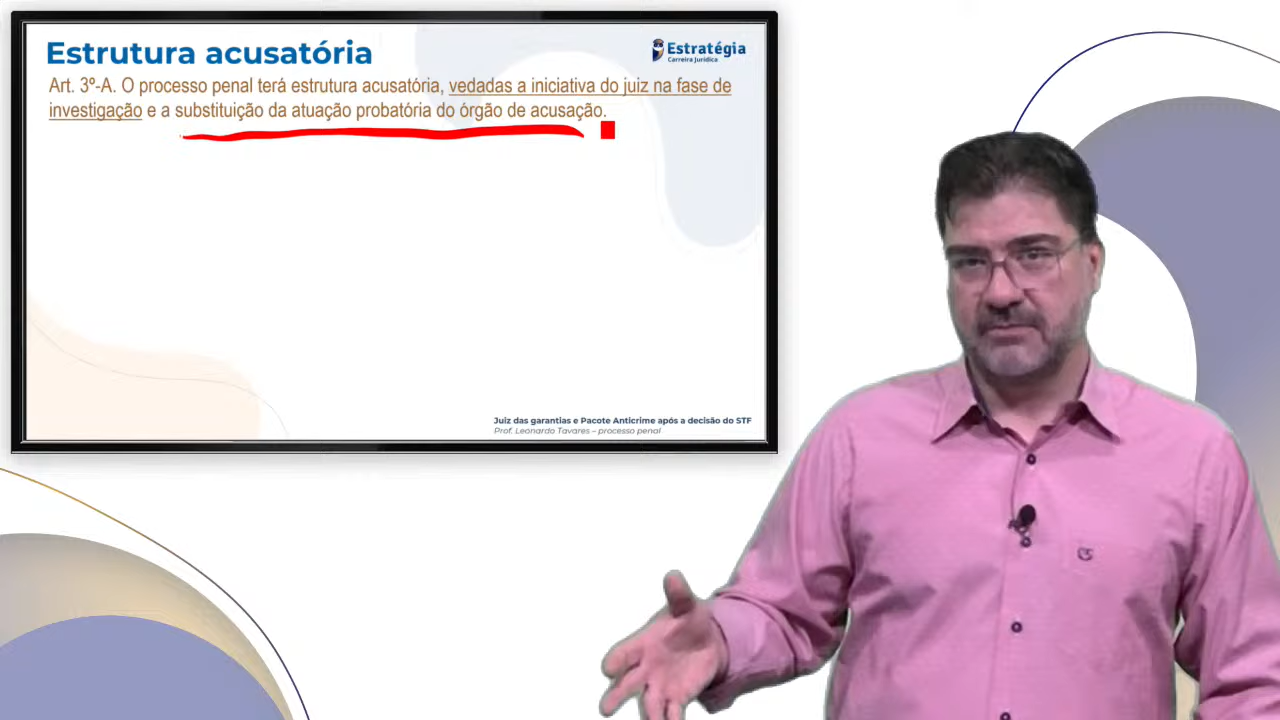 Estrutura acusatória
Estratégia
Carreira Jurídica
Art. 3º-A. O processo penal terá estrutura acusatória, vedadas a iniciativa do juiz na fase de
investigação e a substituição da atuação probatória do órgão de acusação.
Juiz das garantias e Pacote Anticrime após a decisão do STF
Prof. Leonardo Tavares – processo penal